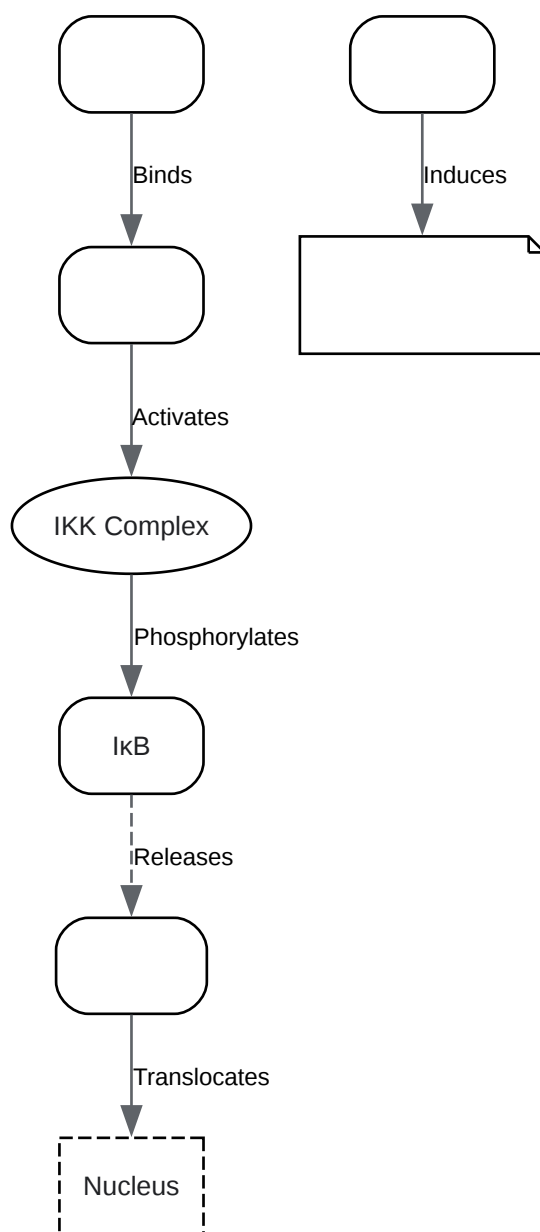 Binds
Induces
Activates
IKK Complex
Phosphorylates
IκB
Releases
Translocates
Nucleus